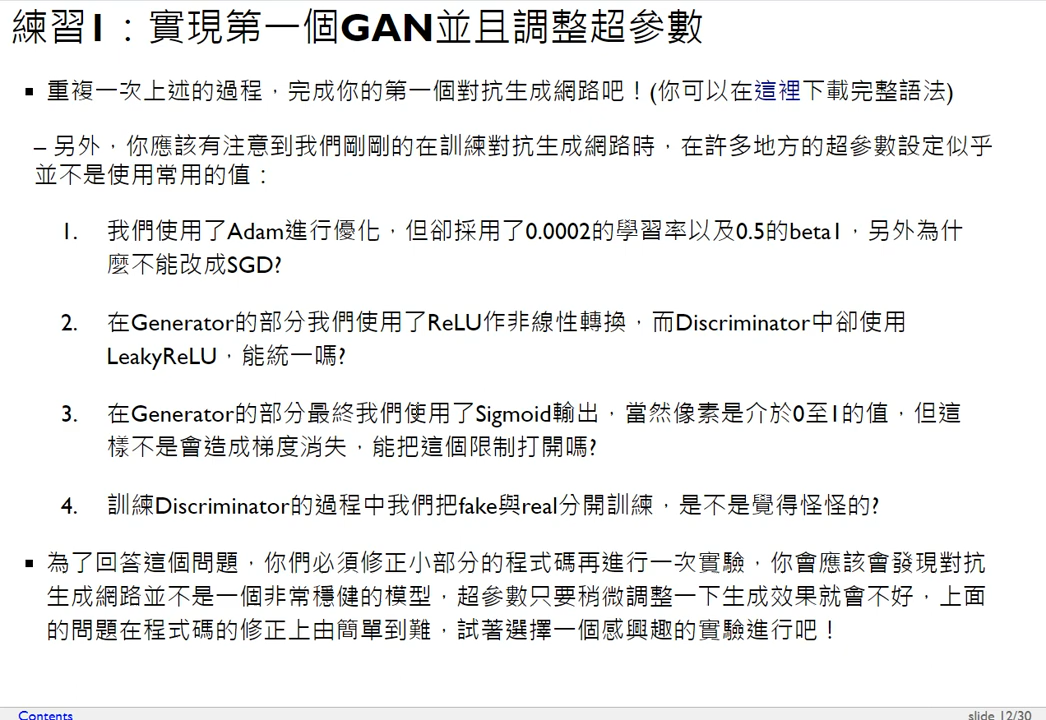 練習1：實現第一個GAN並且調整超參數
▪ 重複一次上述的過程，完成你的第一個對抗生成網路吧！(你可以在這裡下載完整語法)
– 另外，你應該有注意到我們剛剛的在訓練對抗生成網路時，在許多地方的超參數設定似乎
並不是使用常用的值：
1. 我們使用了Adam進行優化，但卻採用了0.0002的學習率以及0.5的beta1，另外為什
麼不能改成SGD?
2. 在Generator的部分我們使用了ReLU作非線性轉換，而Discriminator中卻使用
LeakyReLU，能統一嗎?
3. 在Generator的部分最終我們使用了Sigmoid輸出，當然像素是介於0至1的值，但這
樣不是會造成梯度消失，能把這個限制打開嗎?
4. 訓練Discriminator的過程中我們把fake與real分開訓練，是不是覺得怪怪的?
▪ 為了回答這個問題，你們必須修正小部分的程式碼再進行一次實驗，你會應該會發現對抗
生成網路並不是一個非常穩健的模型，超參數只要稍微調整一下生成效果就會不好，上面
的問題在程式碼的修正上由簡單到難，試著選擇一個感興趣的實驗進行吧！
Contents
slide 12/30